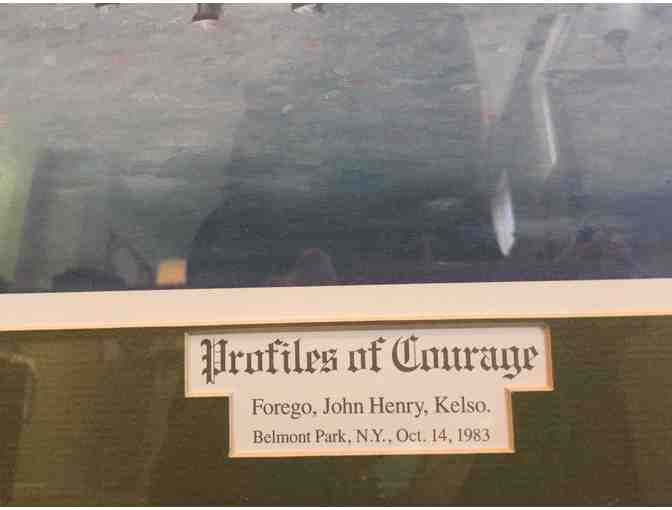 Profiles of Courage
Forego, John Henry, Kelso.
Belmont Park, N.Y., Oct. 14, 1983